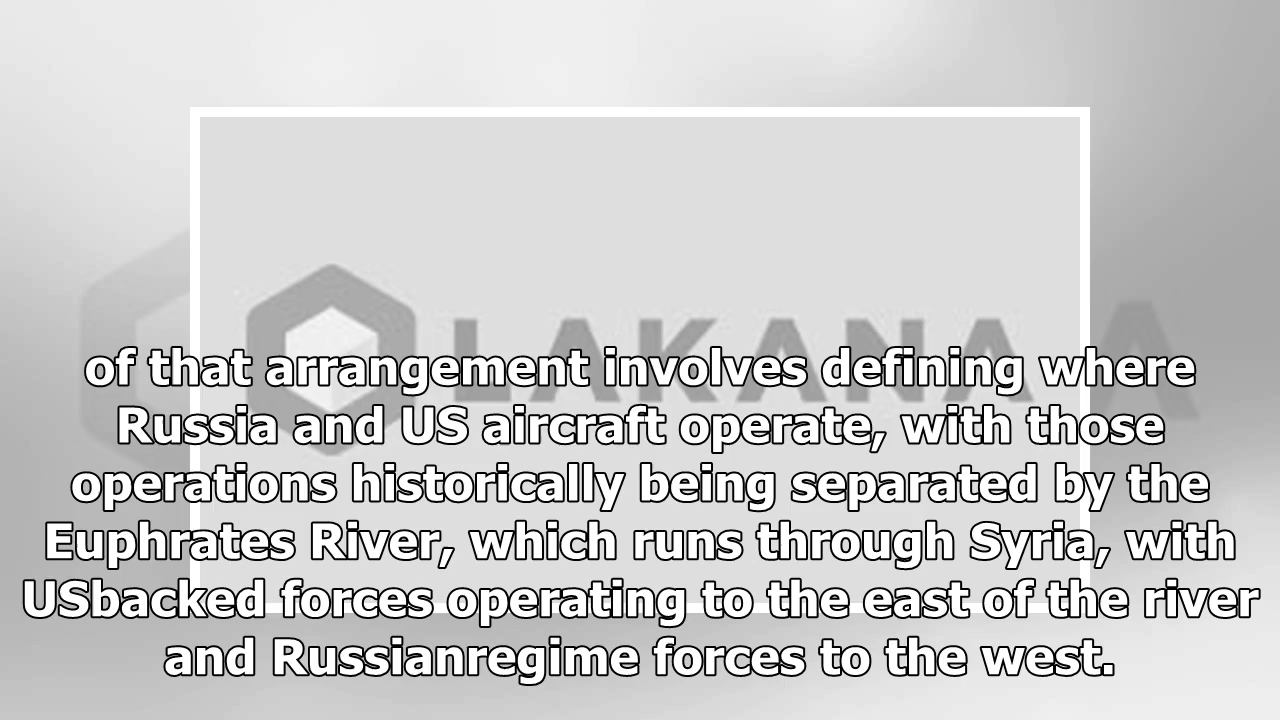 LAKANA
of that arrangement involves defining where
Russia and US aircraft operate, with those
operations historically being separated by the
Euphrates River, which runs through Syria, with
USbacked forces operating to the east of the river
and Russianregime forces to the west.